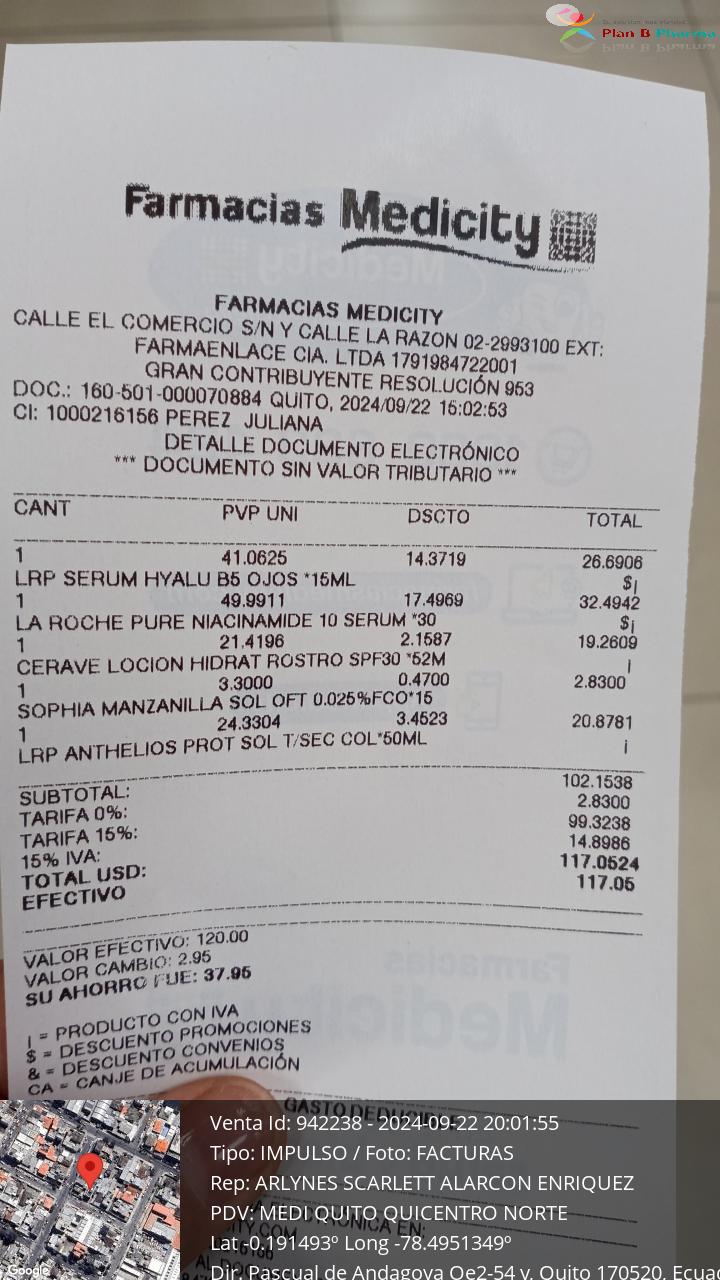 Plan B Pharma
Farmacias Medicity
FARMACIAS MEDICITY
CALLE EL COMERCIO S/N Y CALLE LA RAZON 02-2993100 EXT:
FARMAENLACE CIA. LTDA 1791984722001
GRAN CONTRIBUYENTE RESOLUCIÓN 953
DOC.: 160-501-000070884 QUITO, 2024/09/22 15:02:53
CI: 1000216156 PEREZ JULIANA
DETALLE DOCUMENTO ELECTRÓNICO
*** DOCUMENTO SIN VALOR TRIBUTARIO ***
CANT PVP UNI DSCTO TOTAL
1 41.0625 14.3719 26.6906
LRP SERUM HYALU B5 OJOS *15ML $¡
1 49.9911 17.4969 32.4942
LA ROCHE PURE NIACINAMIDE 10 SERUM *30 $¡
1 21.4196 2.1587 19.2609
CERAVE LOCION HIDRAT ROSTRO SPF30 *52M ¡
1 3.3000 0.4700 2.8300
SOPHIA MANZANILLA SOL OFT 0.025%FCO*15
1 24.3304 3.4523 20.8781
LRP ANTHELIOS PROT SOL T/SEC COL*50ML ¡
SUBTOTAL: 102.1538
TARIFA 0%: 2.8300
TARIFA 15%: 99.3238
15% IVA: 14.8986
TOTAL USD: 117.0524
EFECTIVO 117.05
VALOR EFECTIVO: 120.00
VALOR CAMBIO: 2.95
SU AHORRO FUE: 37.95
¡ = PRODUCTO CON IVA
$ = DESCUENTO PROMOCIONES
& = DESCUENTO CONVENIOS
CA = CANJE DE ACUMULACIÓN
GASTO DEDUCIBLE
Venta Id: 942238 - 2024-09-22 20:01:55
Tipo: IMPULSO / Foto: FACTURAS
Rep: ARLYNES SCARLETT ALARCON ENRIQUEZ
PDV: MEDI QUITO QUICENTRO NORTE
Lat -0.191493º Long -78.4951349º
Dir. Pascual de Andagoya Oe2-54 y, Quito 170520, Ecua
Google